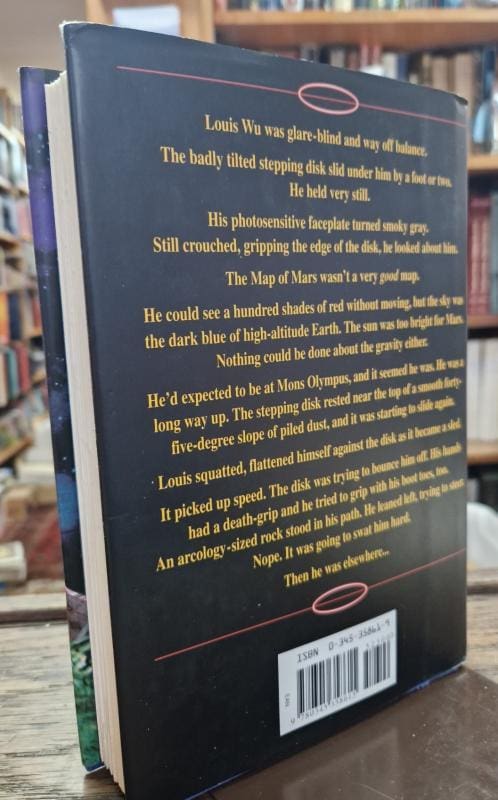 Louis Wu was glare-blind and way off balance.
The badly tilted stepping disk slid under him by a foot or two.
He held very still.
His photosensitive faceplate turned smoky gray.
Still crouched, gripping the edge of the disk, he looked about him.
The Map of Mars wasn't a very good map.
He could see a hundred shades of red without moving, but the sky was
the dark blue of high-altitude Earth. The sun was too bright for Mars.
Nothing could be done about the gravity either.
He'd expected to be at Mons Olympus, and it seemed he was. He was a
long way up. The stepping disk rested near the top of a smooth forty-
five-degree slope of piled dust, and it was starting to slide again.
Louis squatted, flattened himself against the disk as it became a sled.
It picked up speed. The disk was trying to bounce him off. His hands
had a death-grip and he tried to grip with his boot toes, too.
An arcology-sized rock stood in his path. He leaned left, trying to steer.
Nope. It was going to swat him hard.
Then he was elsewhere...
ISBN 0-345-35861-9
EAN